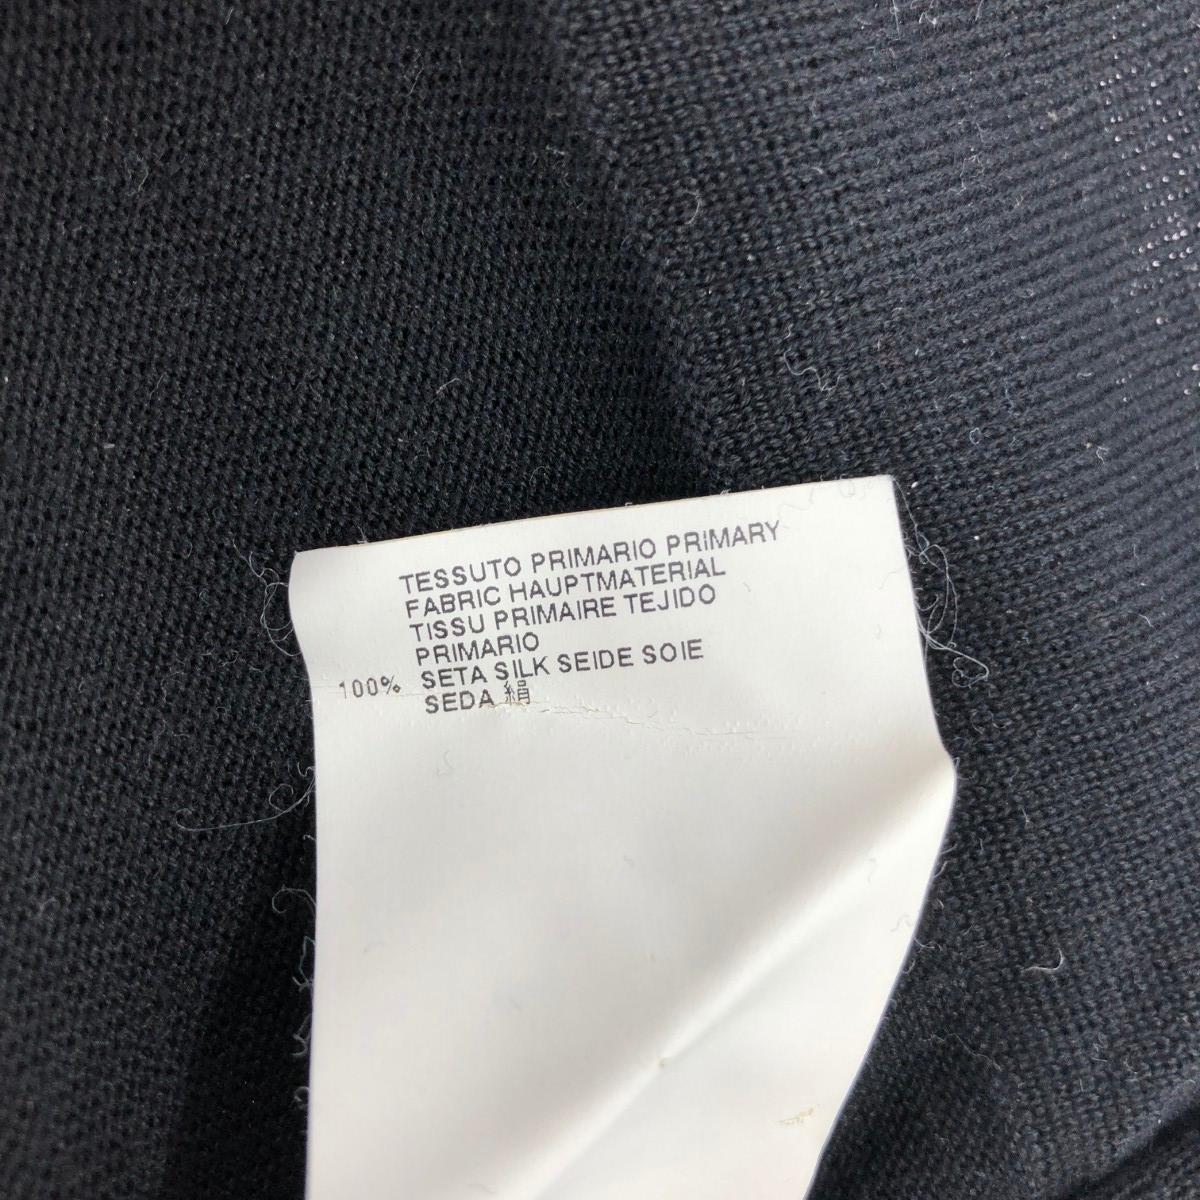 TESSUTO PRIMARIO PRIMARY
FABRIC HAUPTMATERIAL
TISSU PRIMAIRE TEJIDO
PRIMARIO
100% SETA SILK SEIDE SOIE
SEDA 絹